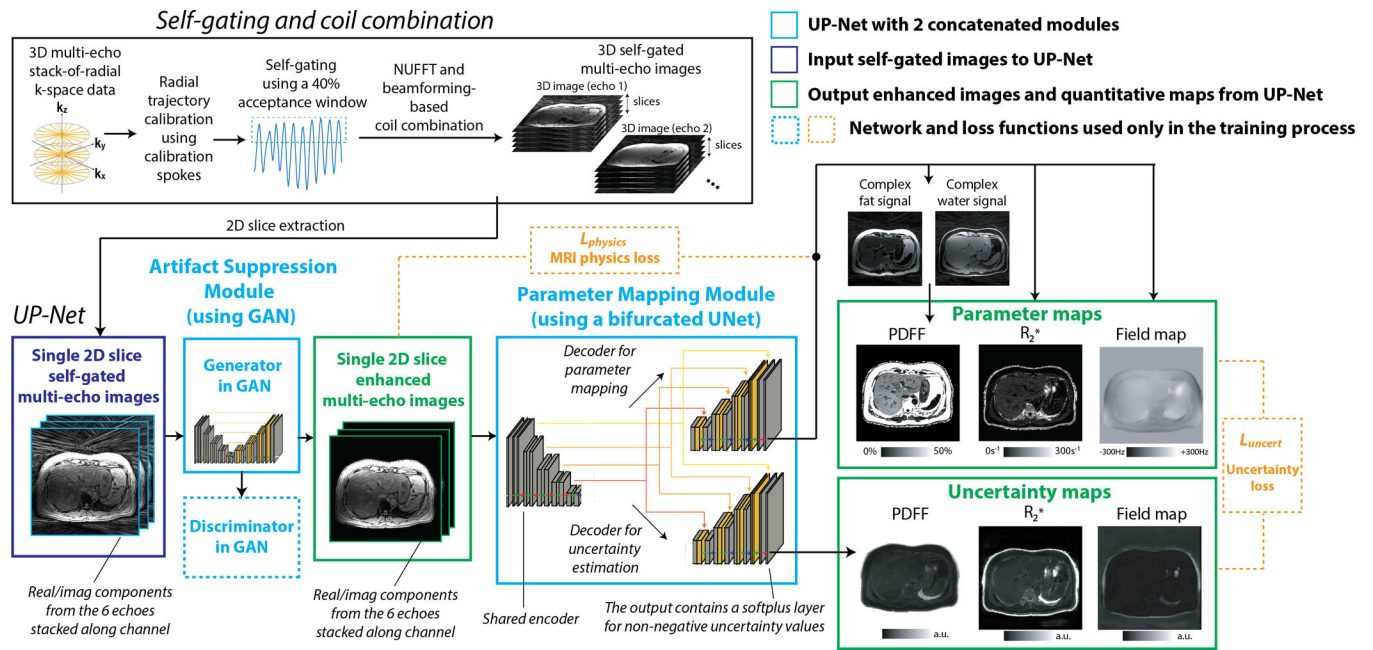 Self-gating and coil combination
3D multi-echo
stack-of-radial
k-space data
kz
ky
kx
Radial
trajectory
calibration
using
calibration
spokes
Self-gating
using a 40%
acceptance window
NUFFT and
beamforming-
based
coil combination
3D self-gated
multi-echo images
3D image (echo 1)
slices
3D image (echo 2)
slices
UP-Net with 2 concatenated modules
Input self-gated images to UP-Net
Output enhanced images and quantitative maps from UP-Net
Network and loss functions used only in the training process
2D slice extraction
Lphysics
MRI physics loss
Complex
fat signal
Complex
water signal
UP-Net
Artifact Suppression
Module
(using GAN)
Parameter Mapping Module
(using a bifurcated UNet)
Single 2D slice
self-gated
multi-echo images
Generator
in GAN
Discriminator
in GAN
Single 2D slice
enhanced
multi-echo images
Decoder for
parameter
mapping
Decoder for
uncertainty
estimation
Real/imag components
from the 6 echoes
stacked along channel
Real/imag components
from the 6 echoes
stacked along channel
Shared encoder
The output contains a softplus layer
for non-negative uncertainty values
Parameter maps
PDFF
R2*
Field map
0%
50%
0s-1
300s-1
-300Hz
+300Hz
Luncert
Uncertainty
loss
Uncertainty maps
PDFF
R2*
Field map
a.u.
a.u.
a.u.